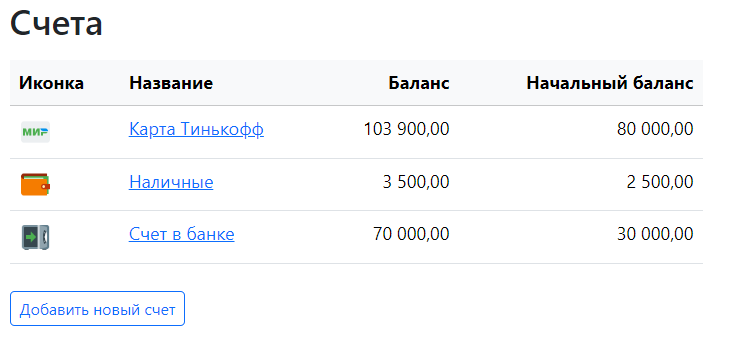 Счета
Иконка Название Баланс Начальный баланс
МИР Карта Тинькофф 103 900,00 80 000,00
Наличные 3 500,00 2 500,00
Счет в банке 70 000,00 30 000,00
Добавить новый счет